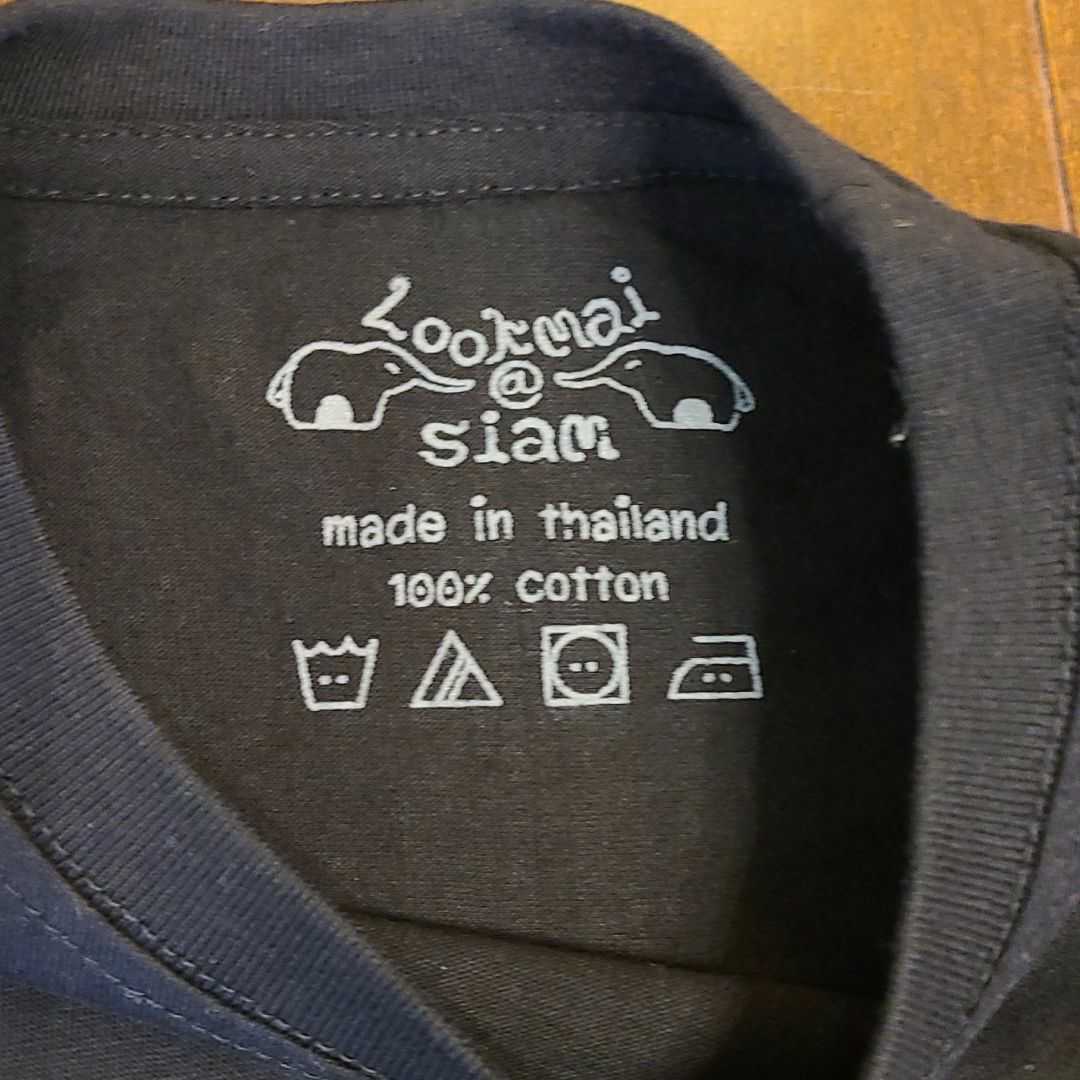 Lookmai
@
siam
made in thailand
100% cotton